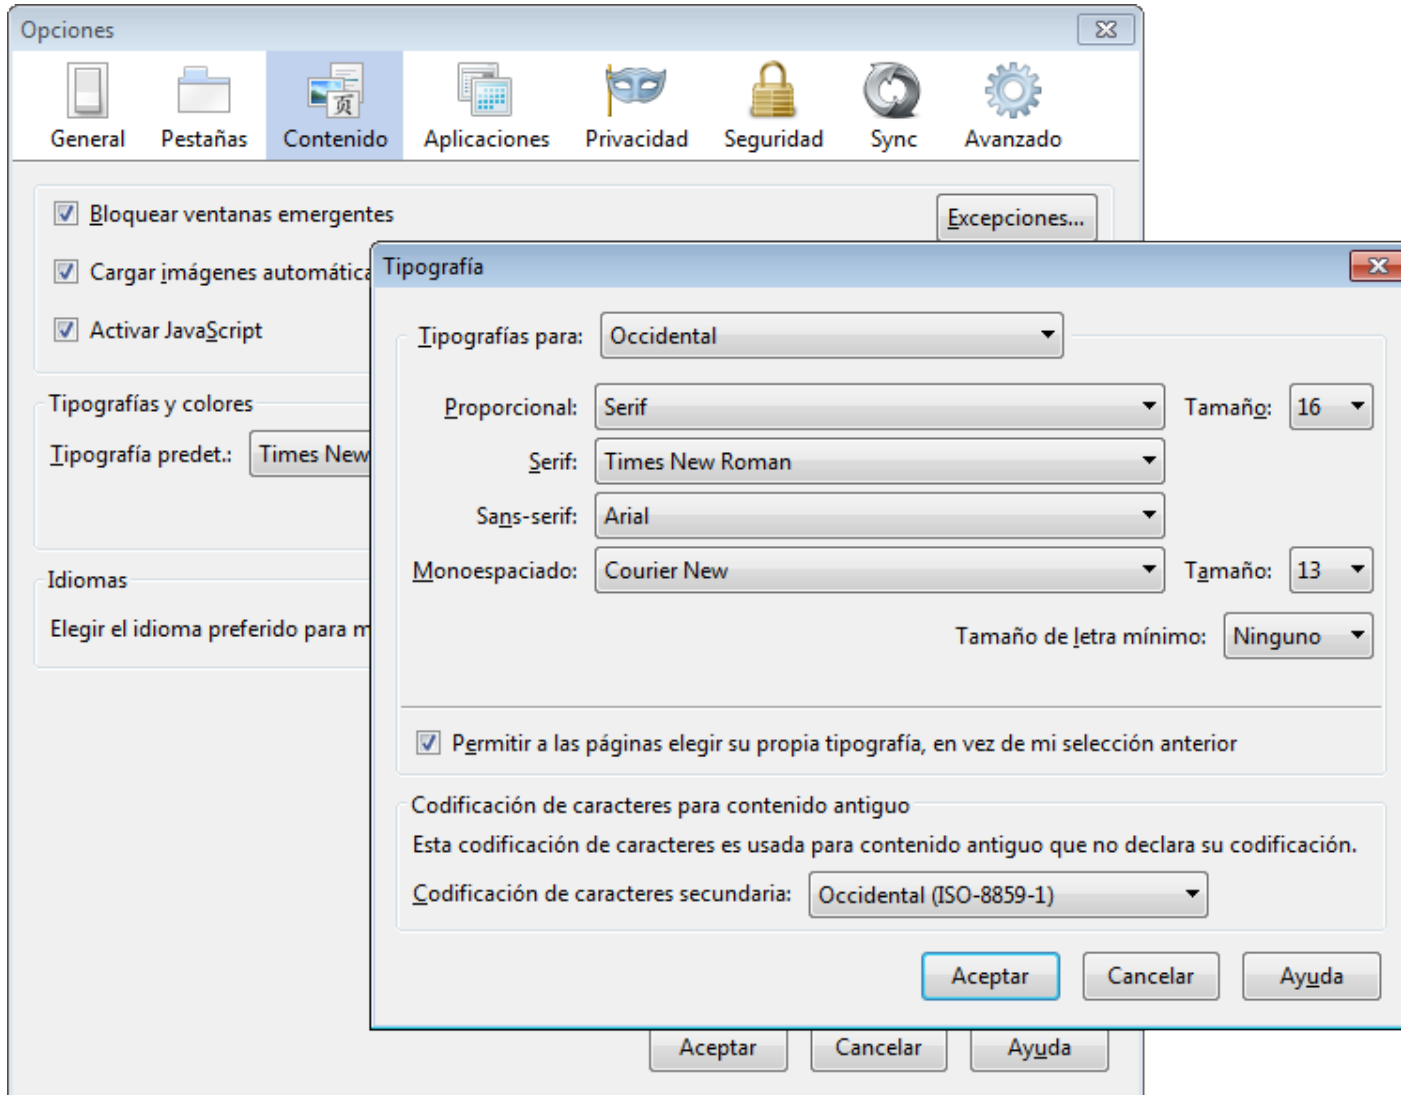 Opciones
General Pestañas Contenido Aplicaciones Privacidad Seguridad Sync Avanzado
Bloquear ventanas emergentes Excepciones...
Cargar imágenes automática
Activar JavaScript
Tipografías y colores
Tipografía predet.: Times New
Idiomas
Elegir el idioma preferido para m
Tipografía
Tipografías para: Occidental
Proporcional: Serif Tamaño: 16
Serif: Times New Roman
Sans-serif: Arial
Monoespaciado: Courier New Tamaño: 13
Tamaño de letra mínimo: Ninguno
Permitir a las páginas elegir su propia tipografía, en vez de mi selección anterior
Codificación de caracteres para contenido antiguo
Esta codificación de caracteres es usada para contenido antiguo que no declara su codificación.
Codificación de caracteres secundaria: Occidental (ISO-8859-1)
Aceptar Cancelar Ayuda
Aceptar Cancelar Ayuda